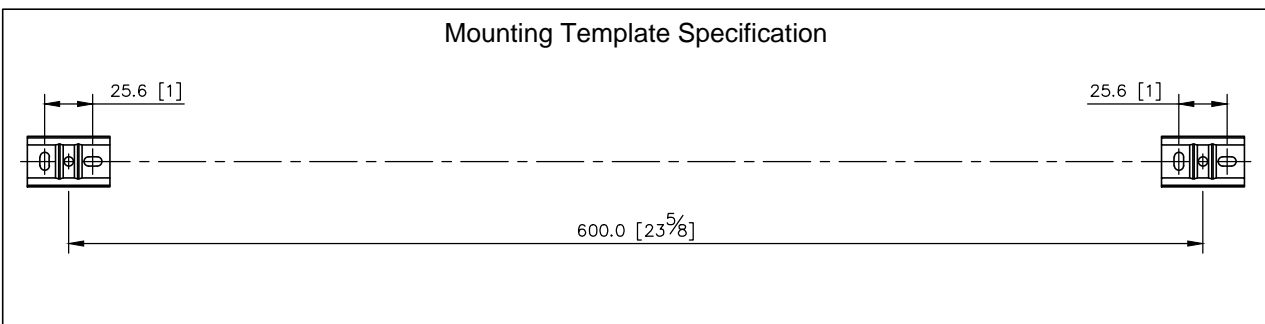 Mounting Template Specification
25.6 [1]
25.6 [1]
600.0 [23⅝]